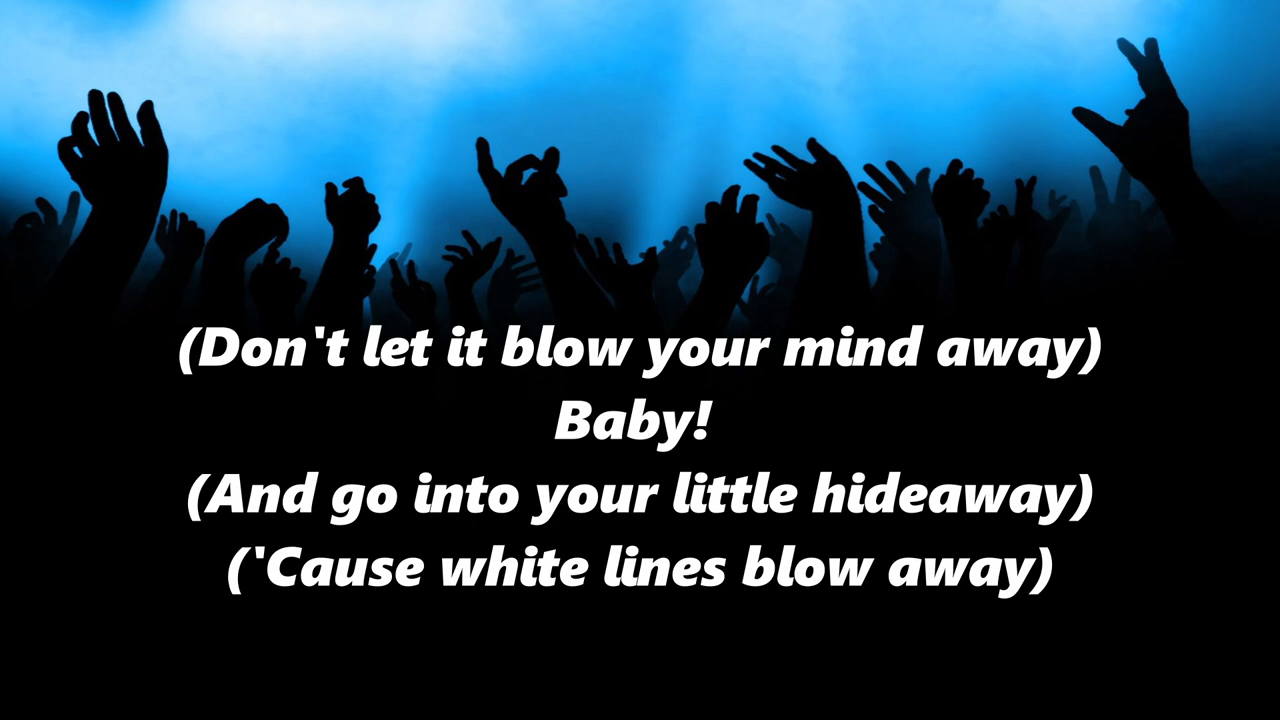 (Don't let it blow your mind away)
Baby!
(And go into your little hideaway)
('Cause white lines blow away)